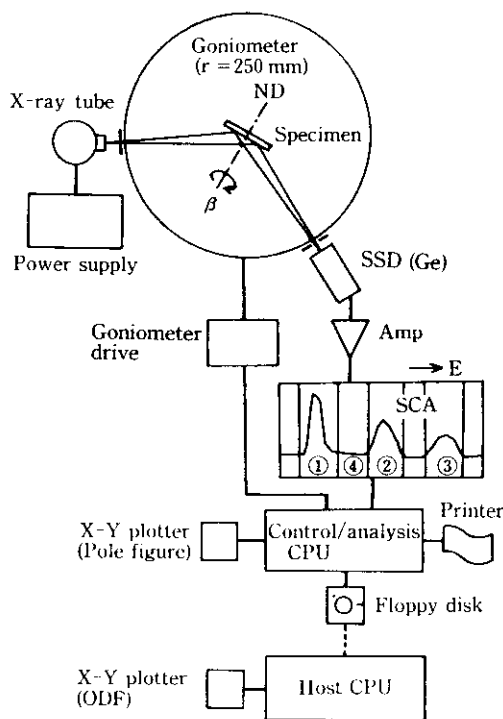 Goniometer
(r = 250 mm)
ND
X-ray tube
Specimen
β
Power supply
SSD (Ge)
Goniometer
drive
Amp
→ E
SCA
① ④ ② ③
X-Y plotter
(Pole figure)
Control/analysis
CPU
Printer
Floppy disk
X-Y plotter
(ODF)
Host CPU